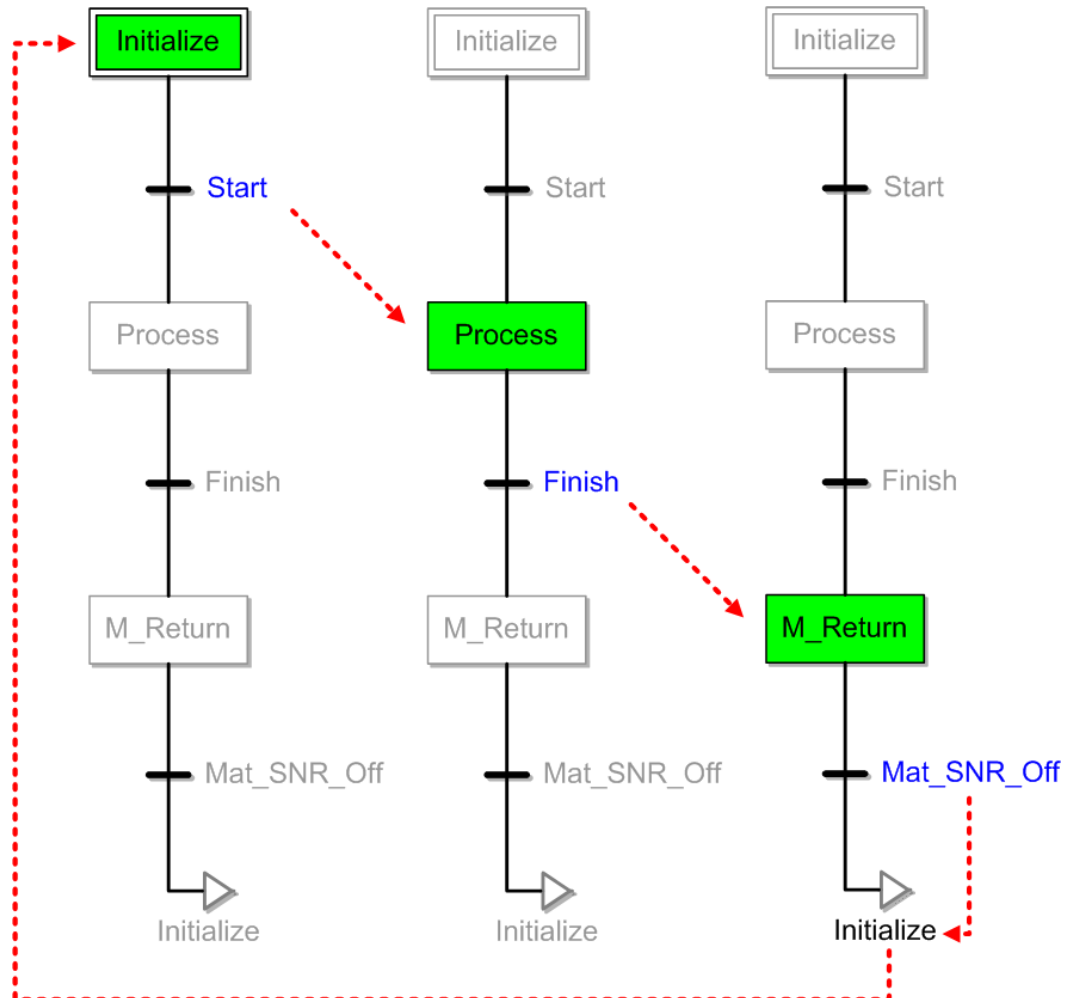 Initialize
Initialize
Initialize
Start
Start
Start
Process
Process
Process
Finish
Finish
Finish
M_Return
M_Return
M_Return
Mat_SNR_Off
Mat_SNR_Off
Mat_SNR_Off
Initialize
Initialize
Initialize